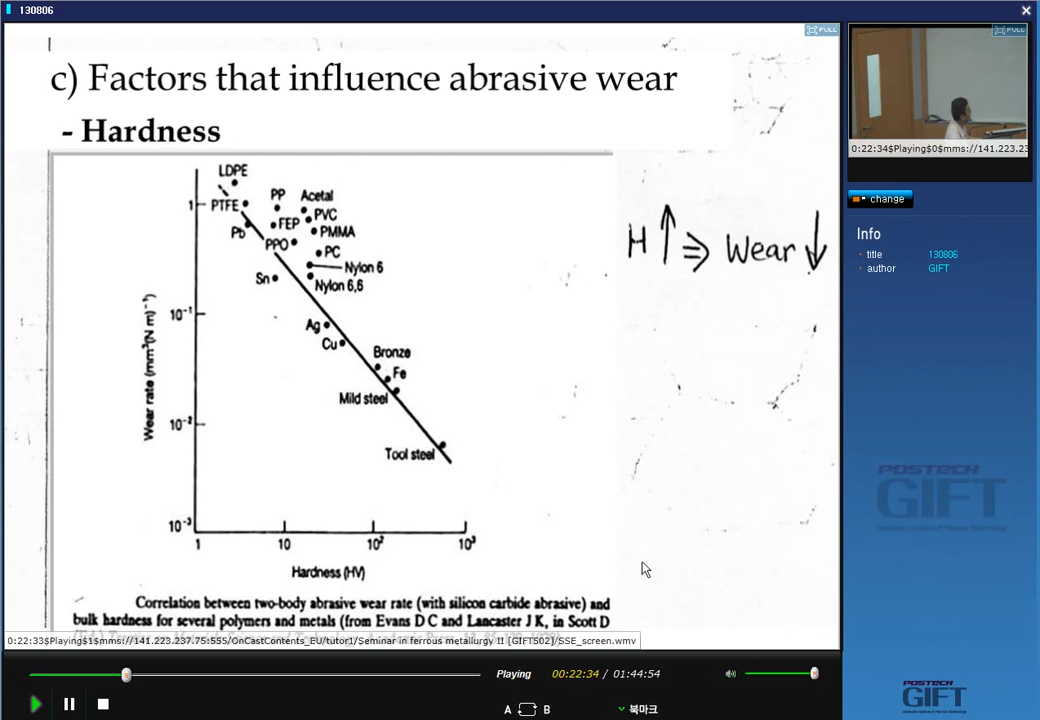 130806
FULL
c) Factors that influence abrasive wear
- Hardness
LDPE
PTFE
Pb
PP
FEP
PPO
Acetal
PVC
PMMA
PC
Nylon 6
Nylon 6,6
Sn
Ag
Cu
Bronze
Fe
Mild steel
Tool steel
1
10⁻¹
10⁻²
10⁻³
Wear rate (mm³(N m)⁻¹)
1 10 10² 10³
Hardness (HV)
H ↑ ⇒ Wear ↓
Correlation between two-body abrasive wear rate (with silicon carbide abrasive) and
bulk hardness for several polymers and metals (from Evans D C and Lancaster J K, in Scott D
0:22:33$Playing$1$mms://141.223.237.75:555/OnCastContents_EU/tutor1/Seminar in ferrous metallurgy II [GIFT502]/SSE_screen.wmv
Playing 00:22:34 / 01:44:54
A B 북마크
FULL
0:22:34$Playing$0$mms://141.223.23
change
Info
title 130806
author GIFT
POSTECH
GIFT
POSTECH
GIFT